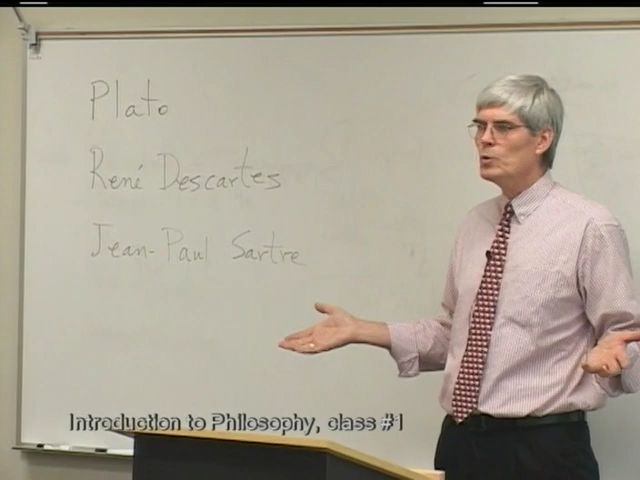 Plato
René Descartes
Jean-Paul Sartre
Introduction to Philosophy, class #1